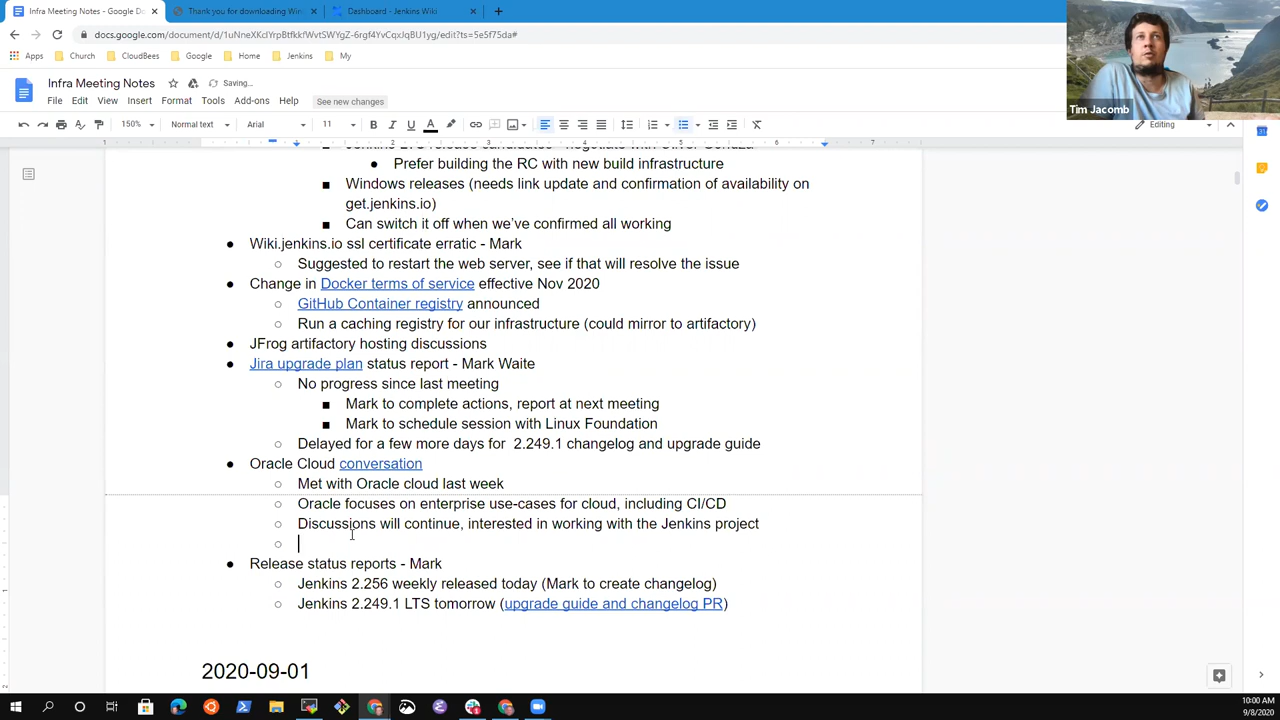 Infra Meeting Notes - Google Do
Thank you for downloading Win
Dashboard - Jenkins Wiki
Apps Church CloudBees Google Home Jenkins My
Infra Meeting Notes Saving...
File Edit View Insert Format Tools Add-ons Help See new changes
150% Normal text Arial 11 Editing
Tim Jacomb
Prefer building the RC with new build infrastructure
Windows releases (needs link update and confirmation of availability on
get.jenkins.io)
Can switch it off when we've confirmed all working
Wiki.jenkins.io ssl certificate erratic - Mark
Suggested to restart the web server, see if that will resolve the issue
Change in Docker terms of service effective Nov 2020
GitHub Container registry announced
Run a caching registry for our infrastructure (could mirror to artifactory)
JFrog artifactory hosting discussions
Jira upgrade plan status report - Mark Waite
No progress since last meeting
Mark to complete actions, report at next meeting
Mark to schedule session with Linux Foundation
Delayed for a few more days for 2.249.1 changelog and upgrade guide
Oracle Cloud conversation
Met with Oracle cloud last week
Oracle focuses on enterprise use-cases for cloud, including CI/CD
Discussions will continue, interested in working with the Jenkins project
Release status reports - Mark
Jenkins 2.256 weekly released today (Mark to create changelog)
Jenkins 2.249.1 LTS tomorrow (upgrade guide and changelog PR)
2020-09-01
10:00 AM
9/8/2020